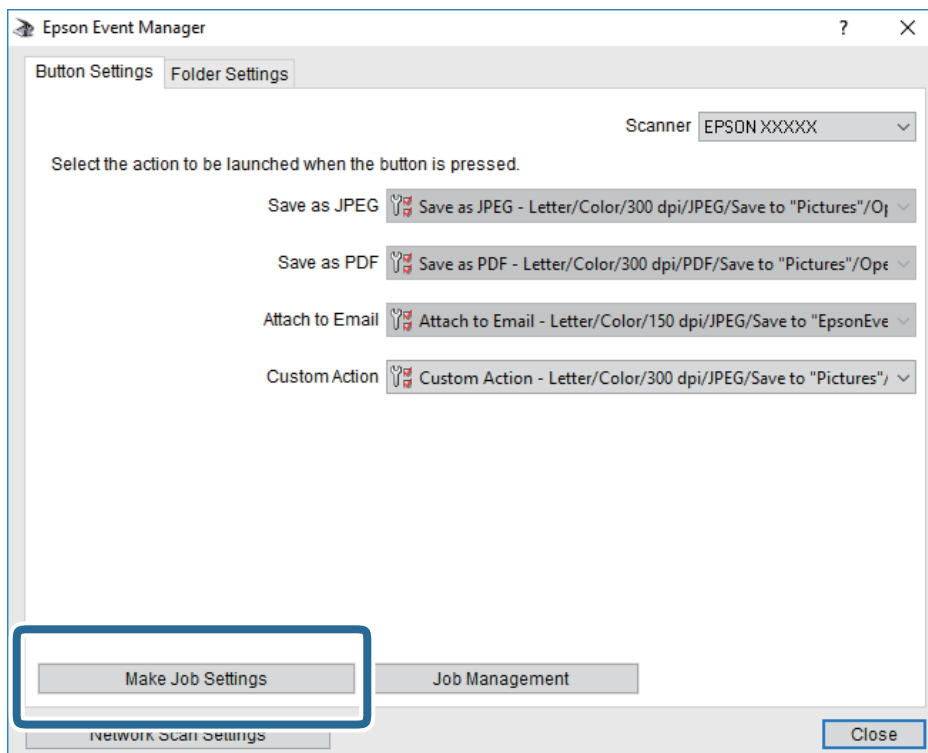 Epson Event Manager
Button Settings Folder Settings
Scanner EPSON XXXXX
Select the action to be launched when the button is pressed.
Save as JPEG Save as JPEG - Letter/Color/300 dpi/JPEG/Save to "Pictures"/Op
Save as PDF Save as PDF - Letter/Color/300 dpi/PDF/Save to "Pictures"/Ope
Attach to Email Attach to Email - Letter/Color/150 dpi/JPEG/Save to "EpsonEve
Custom Action Custom Action - Letter/Color/300 dpi/JPEG/Save to "Pictures"/
Make Job Settings Job Management
Network Scan Settings Close